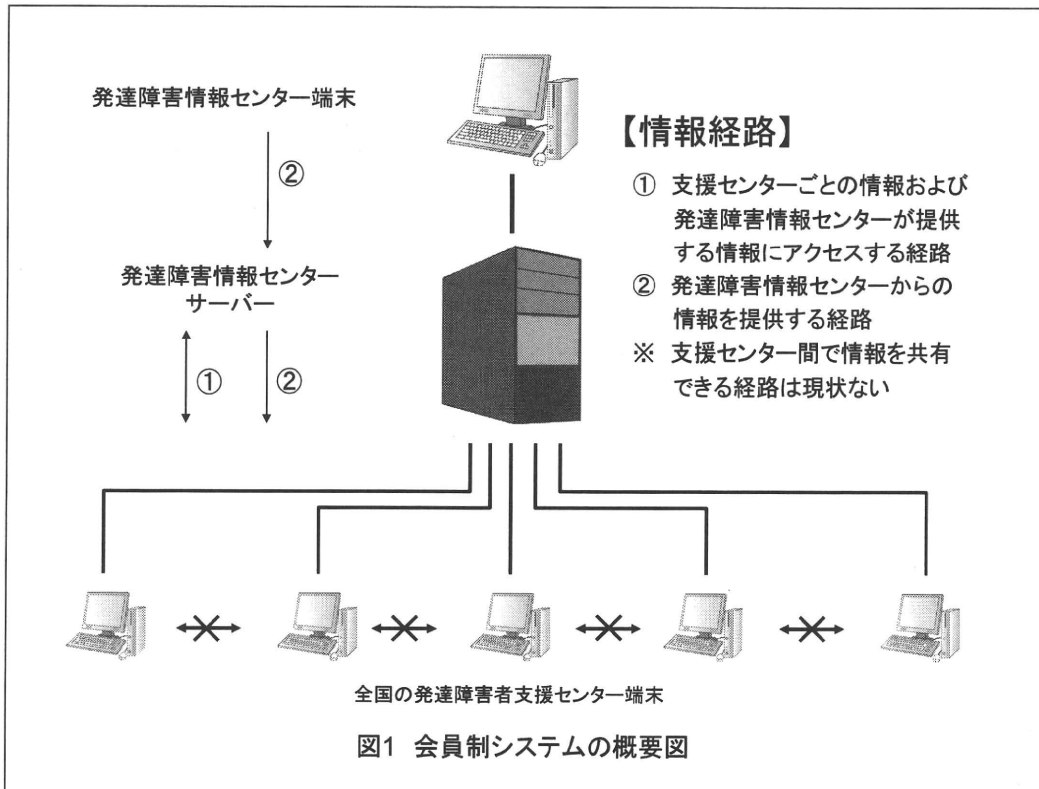 発達障害情報センター端末
②
発達障害情報センター
サーバー
①
②
【情報経路】
① 支援センターごとの情報および
発達障害情報センターが提供
する情報にアクセスする経路
② 発達障害情報センターからの
情報を提供する経路
※ 支援センター間で情報を共有
できる経路は現状ない
全国の発達障害者支援センター端末
図1 会員制システムの概要図